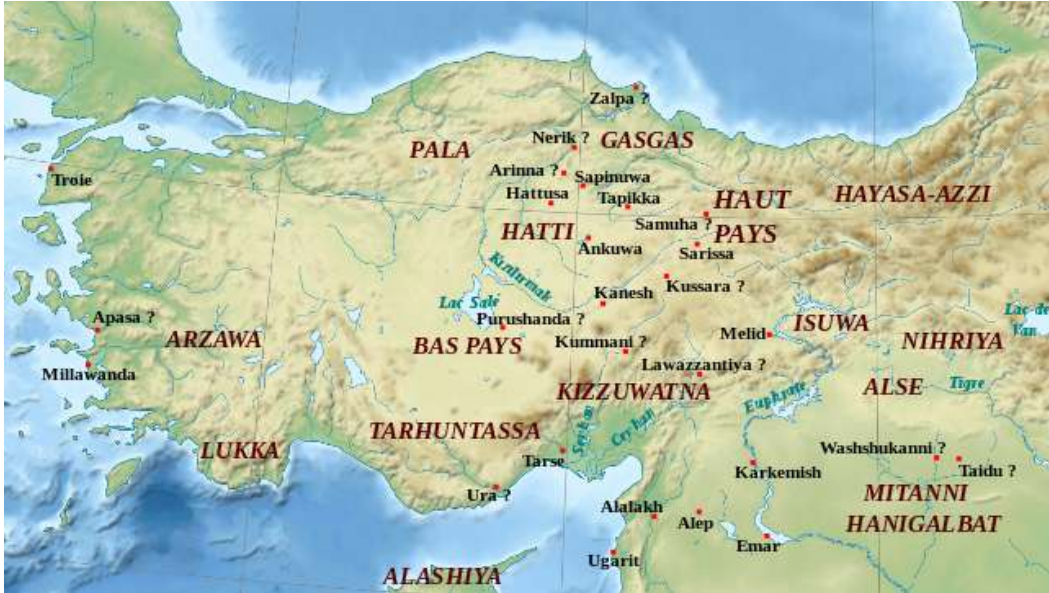 Zalpa ?
Nerik ?
GASGAS
PALA
Arinna ?
Sapinuwa
Troie
Hattusa
Tapikka
HAUT
PAYS
HAYASA-AZZI
Samuha ?
HATTI
Ankuwa
Sarissa
Kızılırmak
Kussara ?
Lac Salé
Kanesh
Lac de
Van
Apasa ?
Purushanda ?
ISUWA
ARZAWA
BAS PAYS
Kummani ?
Melid
NIHRIYA
Millawanda
Lawazzantiya ?
KIZZUWATNA
ALSE
Tigre
Euphrate
Seyhan
Ceyhan
TARHUNTASSA
LUKKA
Tarse
Karkemish
Washshukanni ?
Taidu ?
Ura ?
MITANNI
Alalakh
Alep
HANIGALBAT
Emar
Ugarit
ALASHIYA